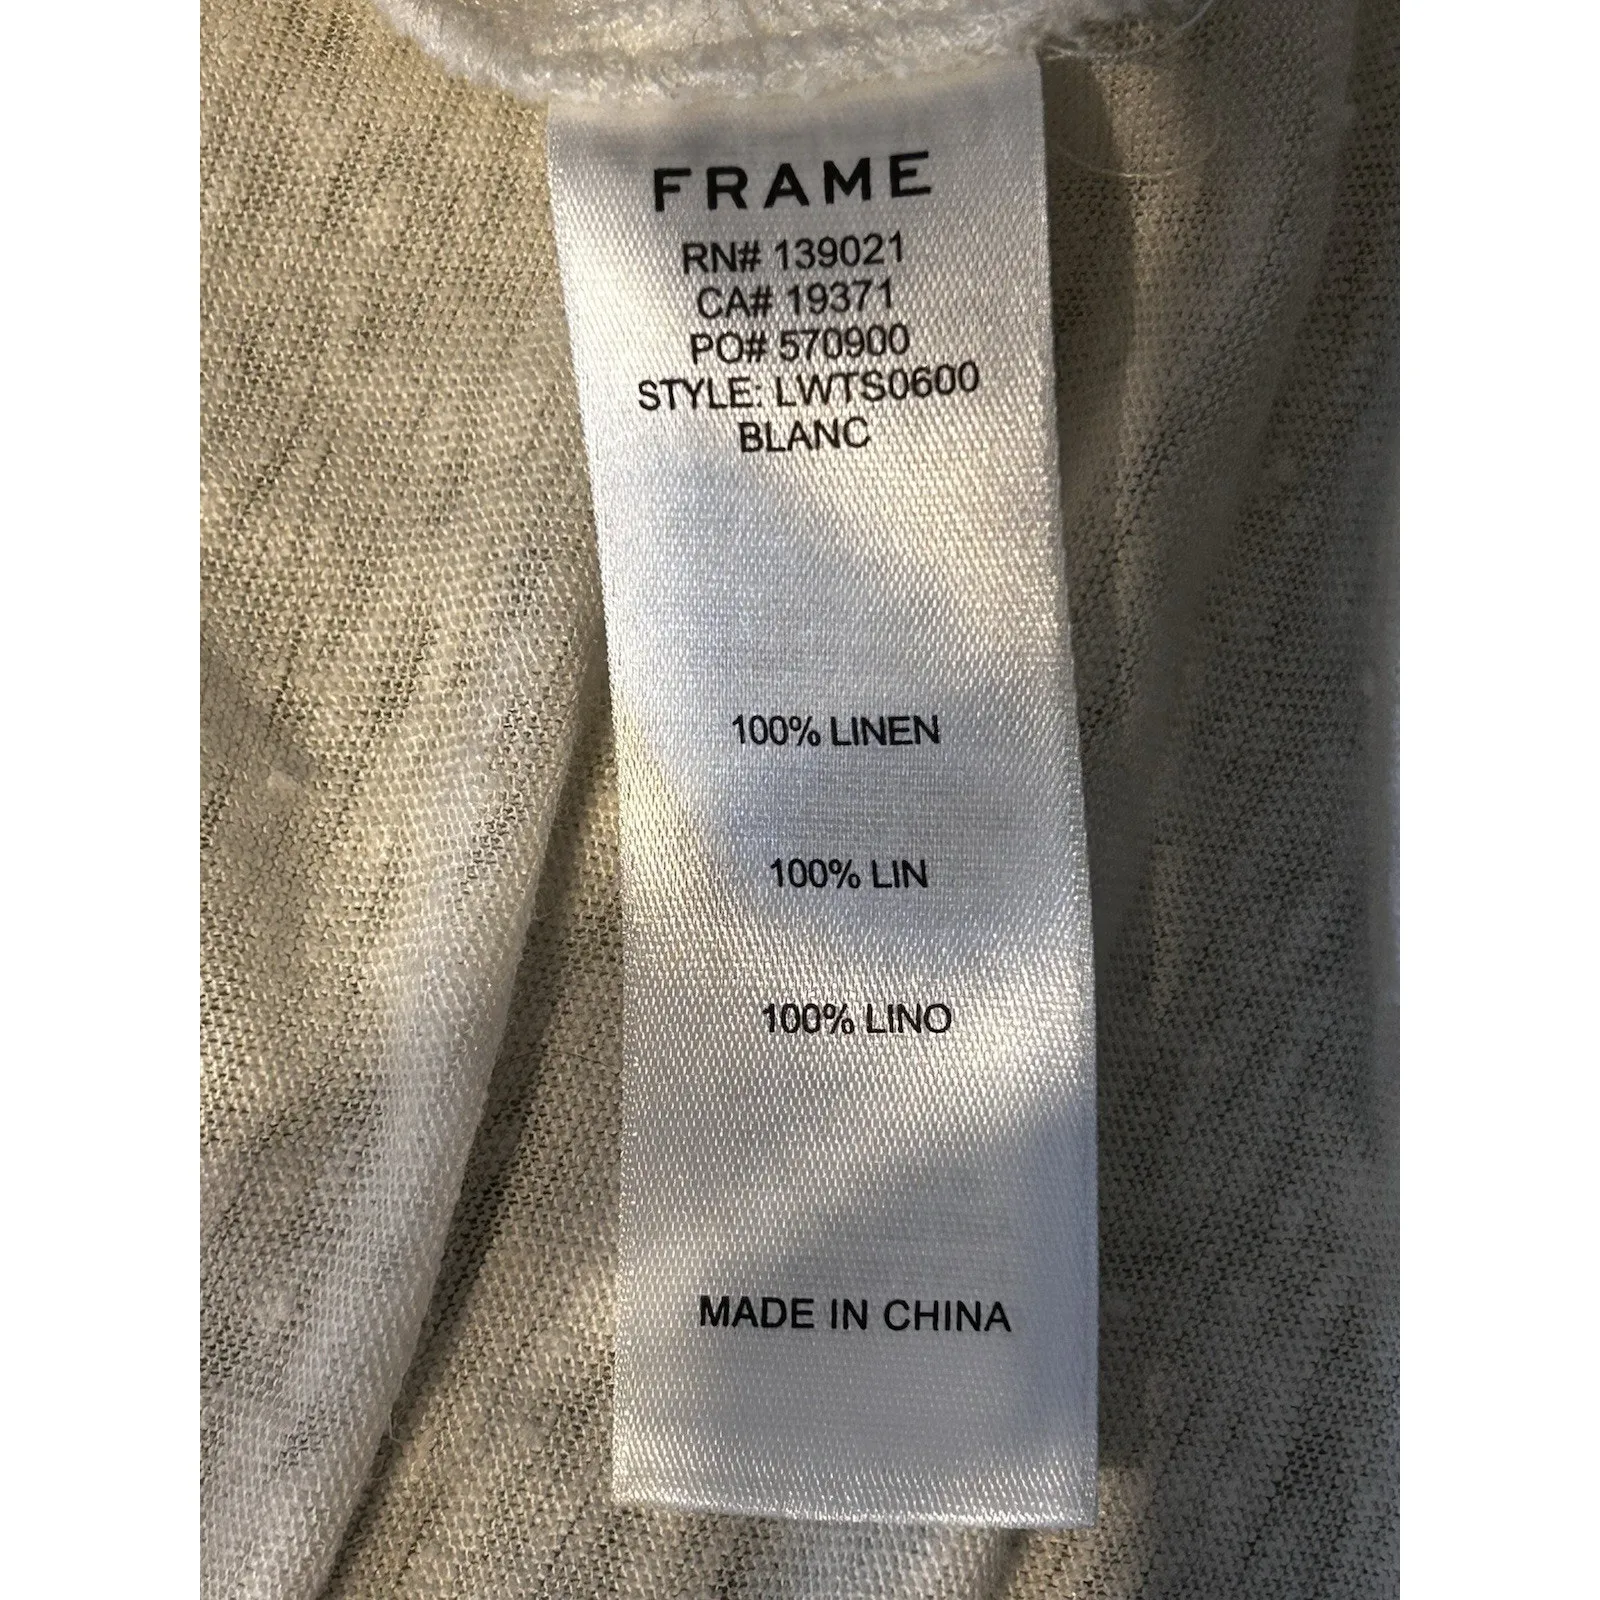 FRAME
RN# 139021
CA# 19371
PO# 570900
STYLE: LWTS0600
BLANC
100% LINEN
100% LIN
100% LINO
MADE IN CHINA